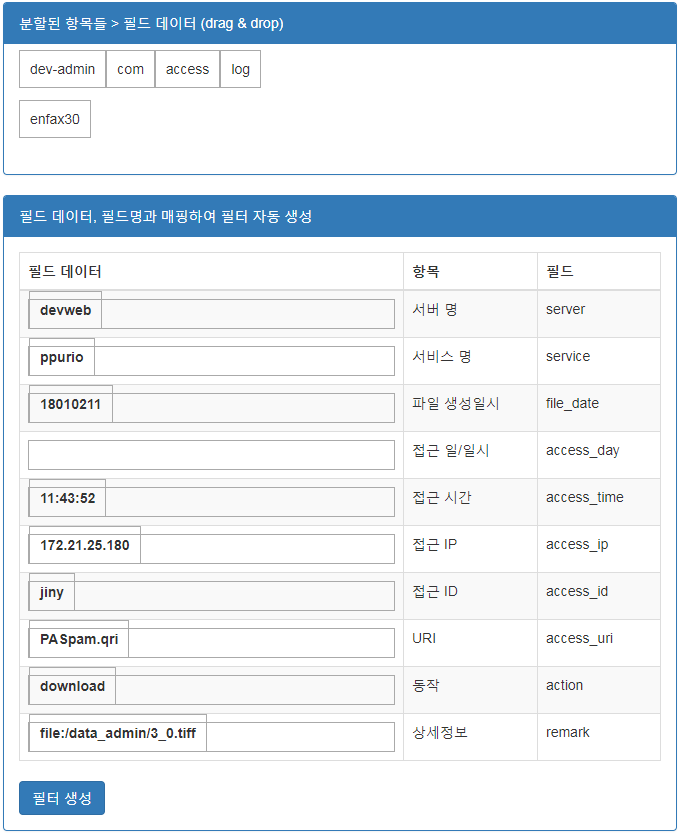 분할된 항목들 > 필드 데이터 (drag & drop)
dev-admin com access log
enfax30
필드 데이터, 필드명과 매핑하여 필터 자동 생성
필드 데이터 항목 필드
devweb 서버 명 server
ppurio 서비스 명 service
18010211 파일 생성일시 file_date
접근 일/일시 access_day
11:43:52 접근 시간 access_time
172.21.25.180 접근 IP access_ip
jiny 접근 ID access_id
PASpam.qri URI access_uri
download 동작 action
file:/data_admin/3_0.tiff 상세정보 remark
필터 생성